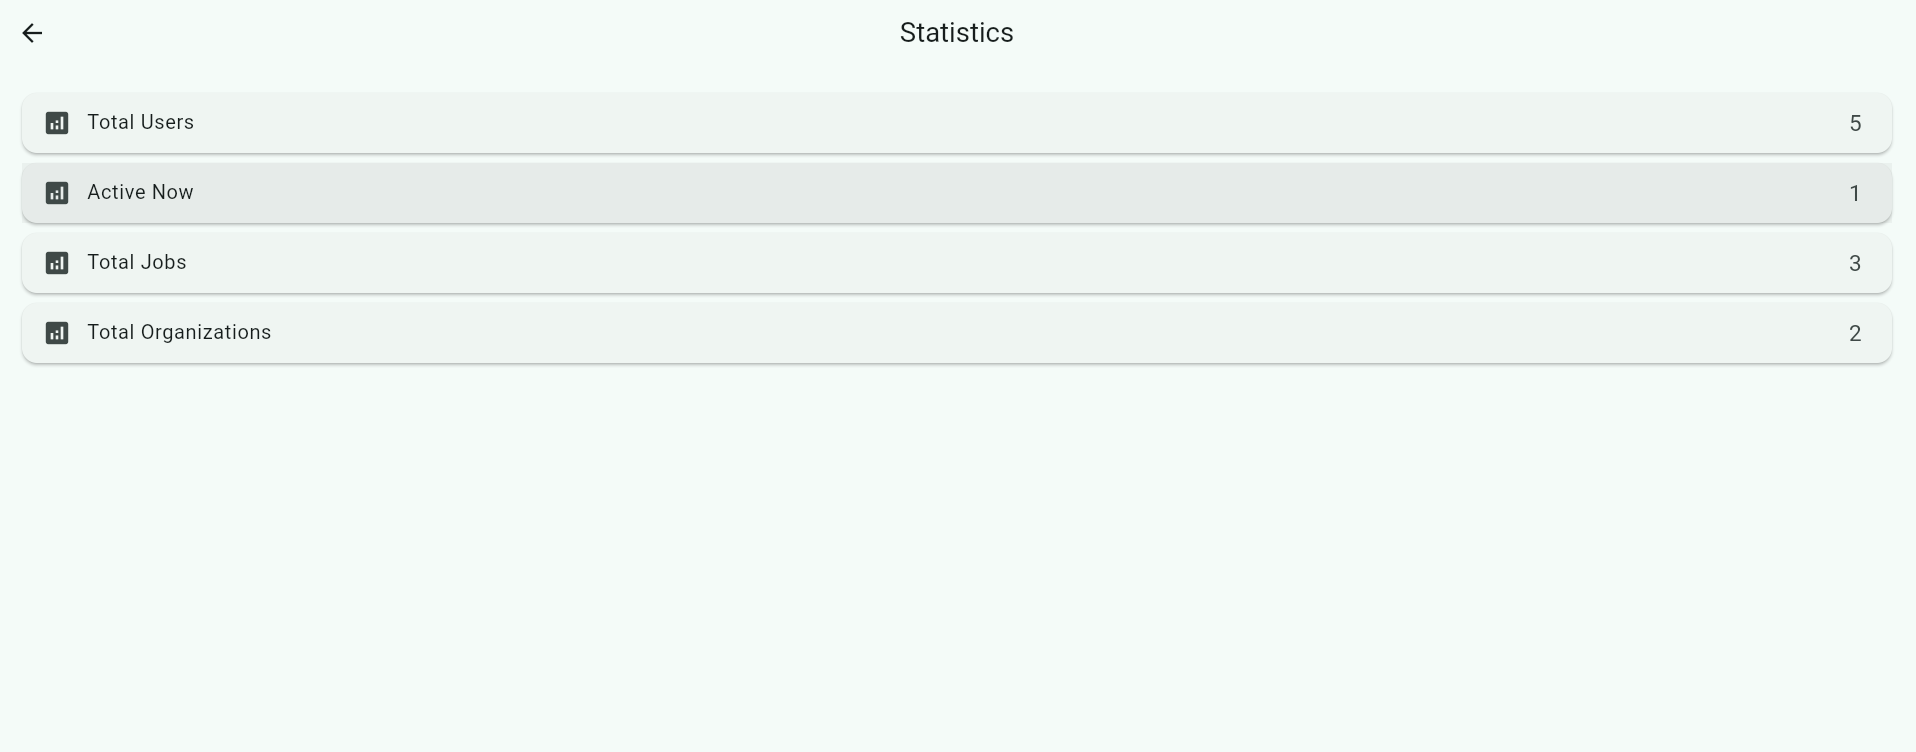 Statistics
Total Users 5
Active Now 1
Total Jobs 3
Total Organizations 2